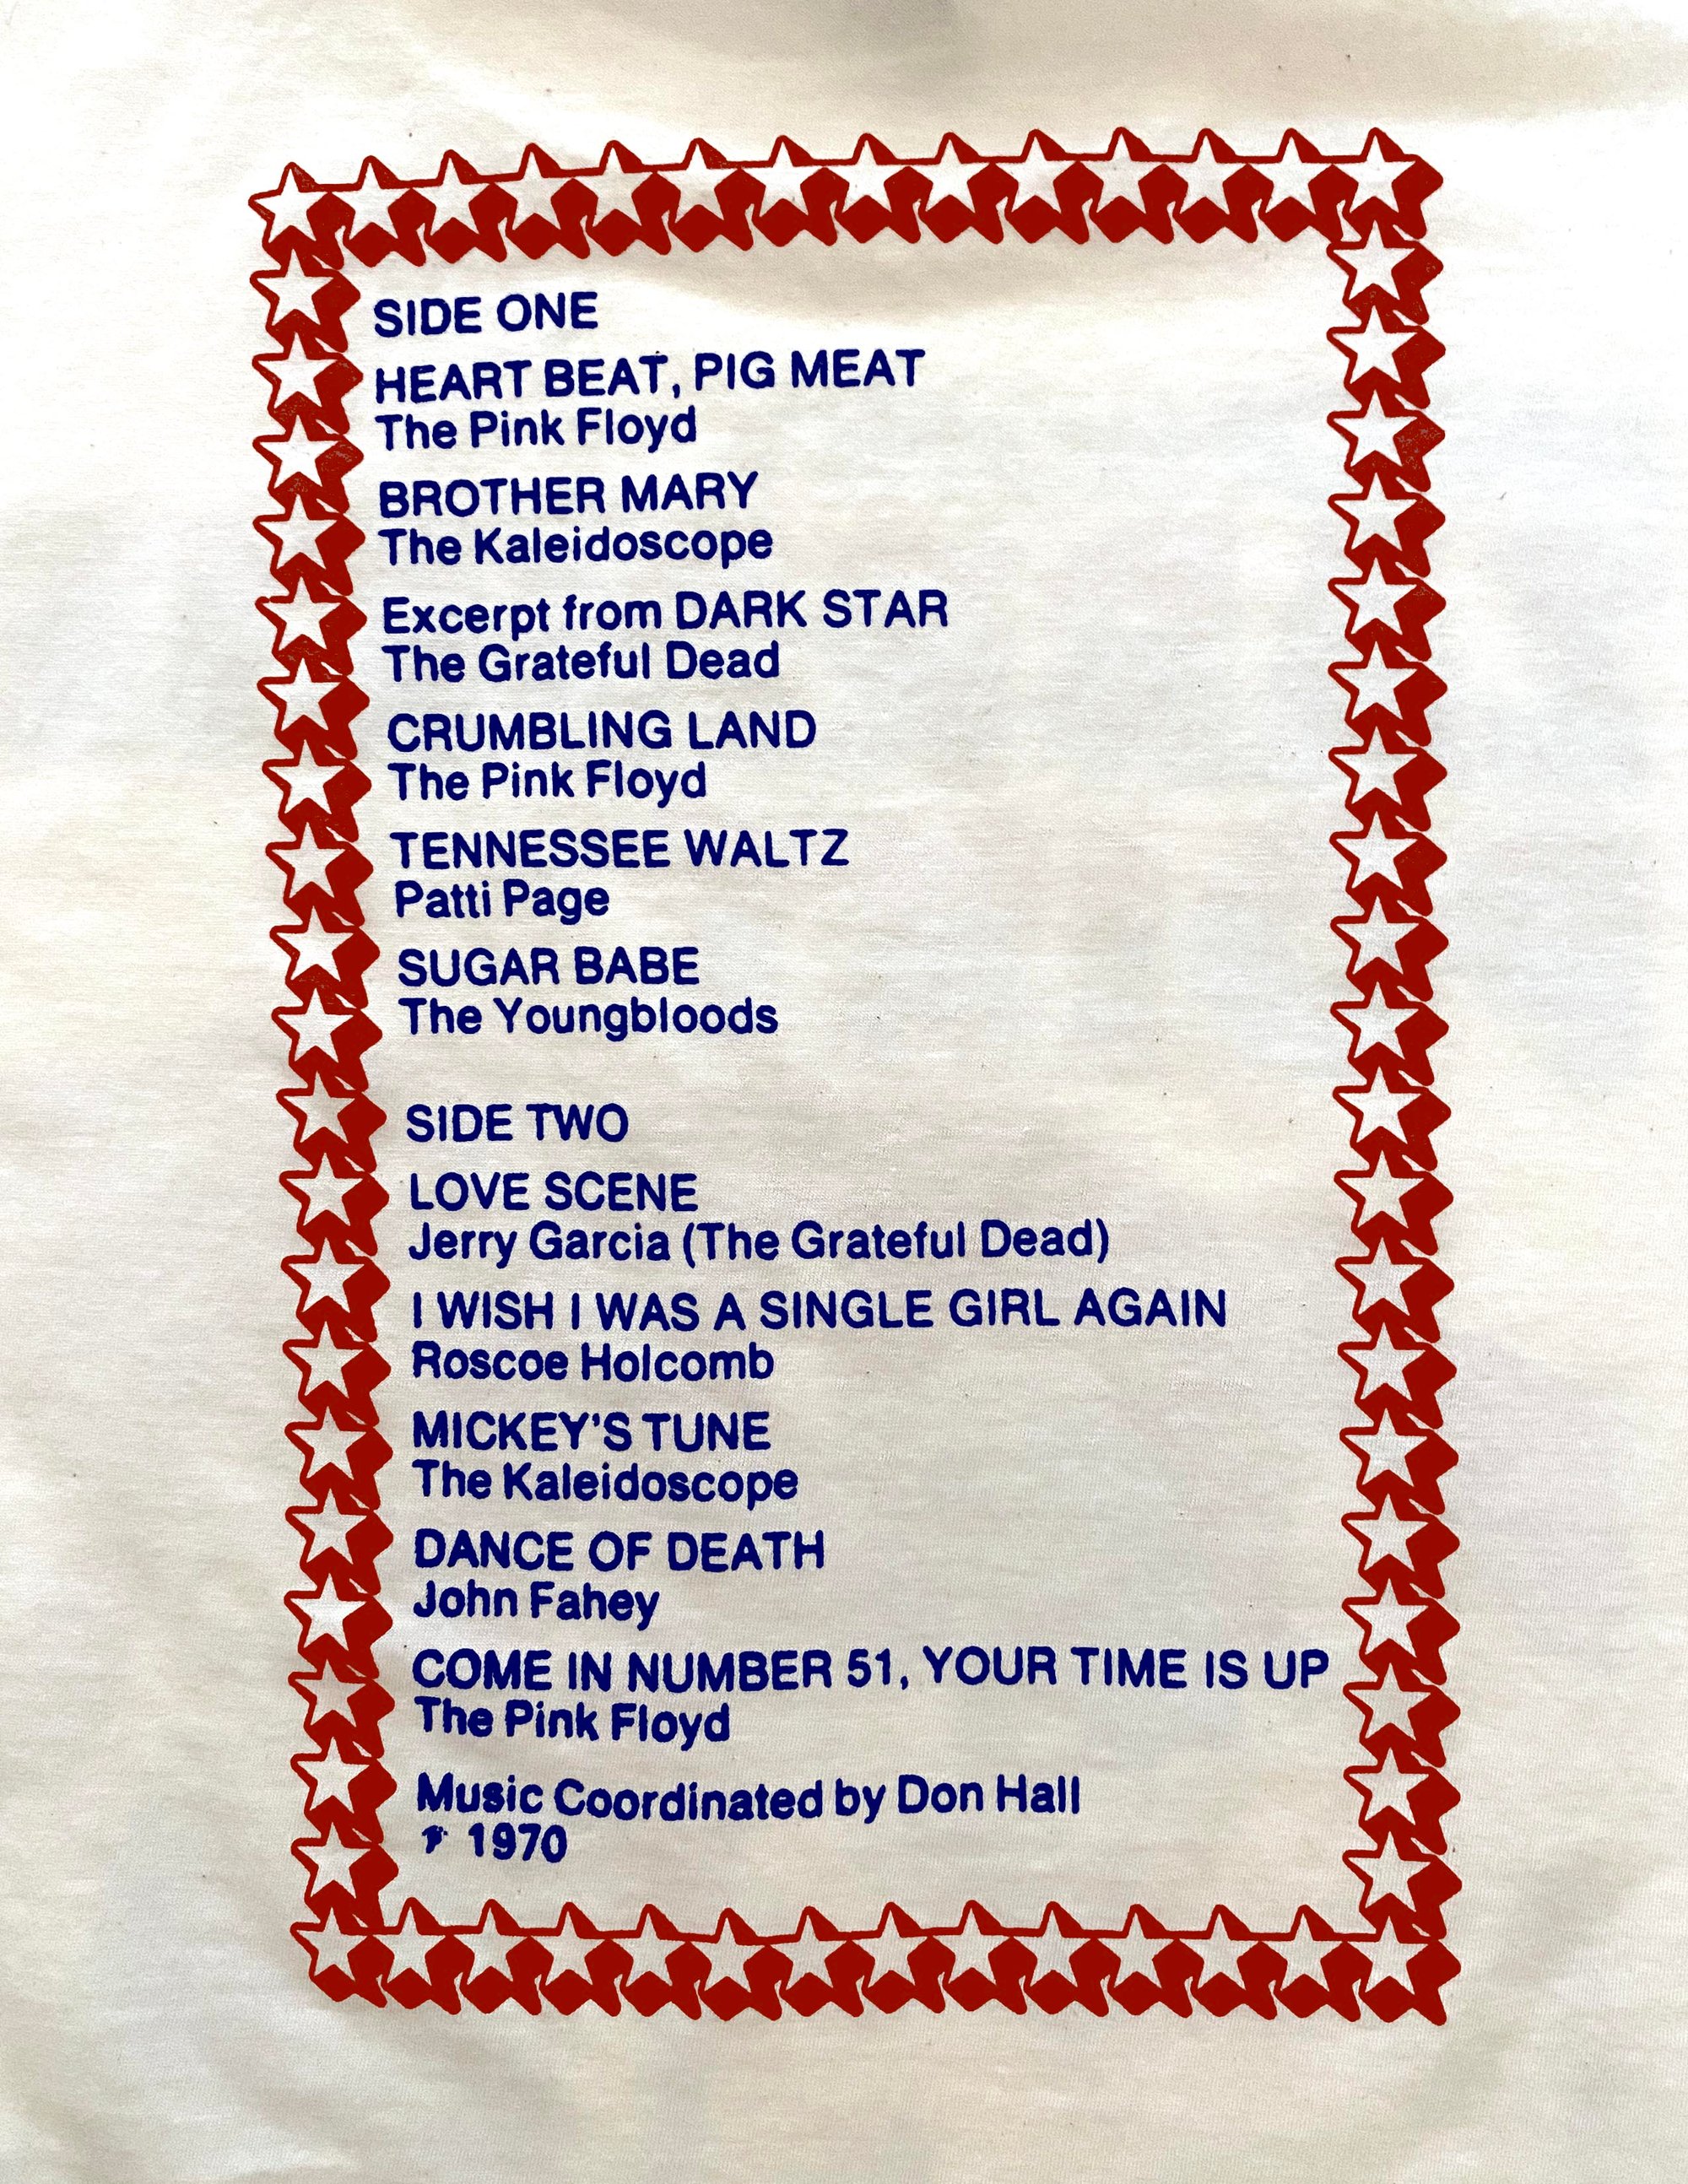 SIDE ONE
HEART BEAT, PIG MEAT
The Pink Floyd
BROTHER MARY
The Kaleidoscope
Excerpt from DARK STAR
The Grateful Dead
CRUMBLING LAND
The Pink Floyd
TENNESSEE WALTZ
Patti Page
SUGAR BABE
The Youngbloods
SIDE TWO
LOVE SCENE
Jerry Garcia (The Grateful Dead)
I WISH I WAS A SINGLE GIRL AGAIN
Roscoe Holcomb
MICKEY'S TUNE
The Kaleidoscope
DANCE OF DEATH
John Fahey
COME IN NUMBER 51, YOUR TIME IS UP
The Pink Floyd
Music Coordinated by Don Hall
1970